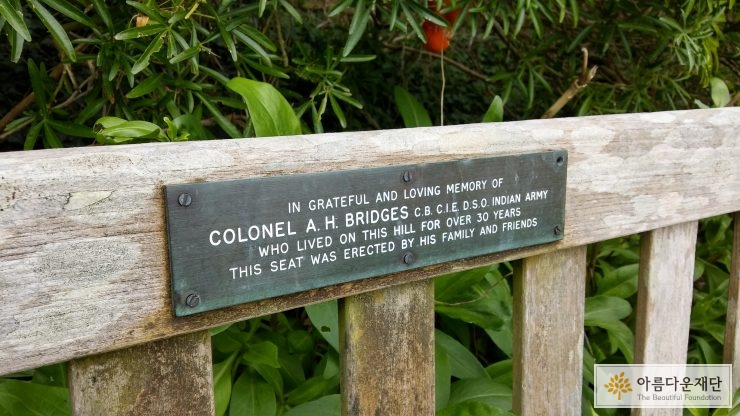 IN GRATEFUL AND LOVING MEMORY OF
COLONEL A. H. BRIDGES C.B. C.I.E. D.S.O. INDIAN ARMY
WHO LIVED ON THIS HILL FOR OVER 30 YEARS
THIS SEAT WAS ERECTED BY HIS FAMILY AND FRIENDS
아름다운재단
The Beautiful Foundation